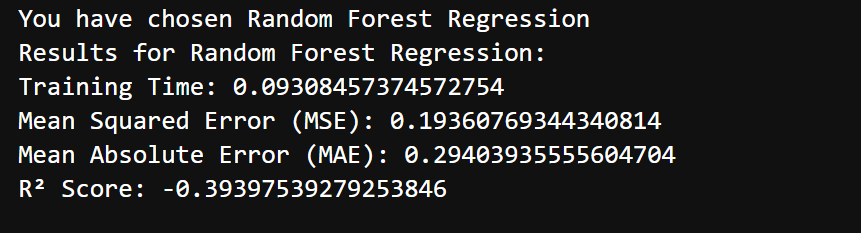 You have chosen Random Forest Regression
Results for Random Forest Regression:
Training Time: 0.09308457374572754
Mean Squared Error (MSE): 0.19360769344340814
Mean Absolute Error (MAE): 0.29403935555604704
R² Score: -0.39397539279253846